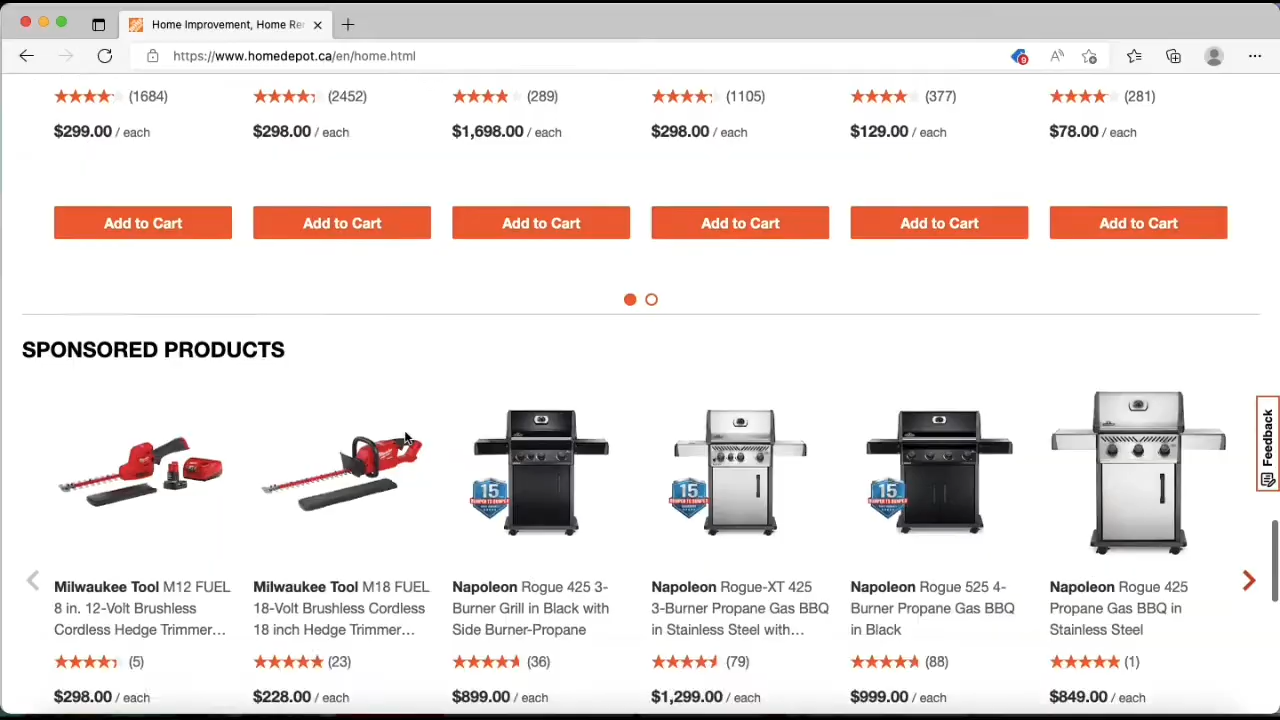 Home Improvement, Home Rer
https://www.homedepot.ca/en/home.html
9
(1684) (2452) (289) (1105) (377) (281)
$299.00 / each $298.00 / each $1,698.00 / each $298.00 / each $129.00 / each $78.00 / each
Add to Cart Add to Cart Add to Cart Add to Cart Add to Cart Add to Cart
SPONSORED PRODUCTS
Feedback
15 15 15
Milwaukee Tool M12 FUEL
8 in. 12-Volt Brushless
Cordless Hedge Trimmer...
(5)
$298.00 / each
Milwaukee Tool M18 FUEL
18-Volt Brushless Cordless
18 inch Hedge Trimmer...
(23)
$228.00 / each
Napoleon Rogue 425 3-
Burner Grill in Black with
Side Burner-Propane
(36)
$899.00 / each
Napoleon Rogue-XT 425
3-Burner Propane Gas BBQ
in Stainless Steel with...
(79)
$1,299.00 / each
Napoleon Rogue 525 4-
Burner Propane Gas BBQ
in Black
(88)
$999.00 / each
Napoleon Rogue 425
Propane Gas BBQ in
Stainless Steel
(1)
$849.00 / each